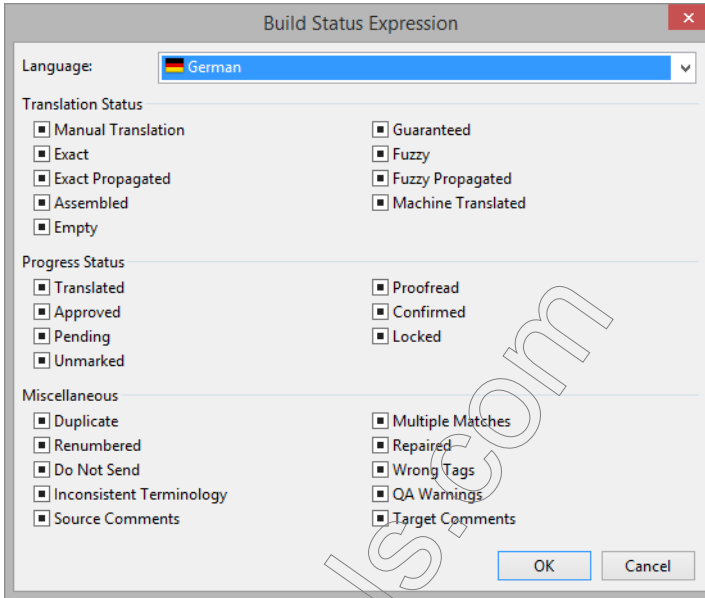 Build Status Expression
Language: German
Translation Status
Manual Translation Guaranteed
Exact Fuzzy
Exact Propagated Fuzzy Propagated
Assembled Machine Translated
Empty
Progress Status
Translated Proofread
Approved Confirmed
Pending Locked
Unmarked
Miscellaneous
Duplicate Multiple Matches
Renumbered Repaired
Do Not Send Wrong Tags
Inconsistent Terminology QA Warnings
Source Comments Target Comments
OK Cancel
ls.com